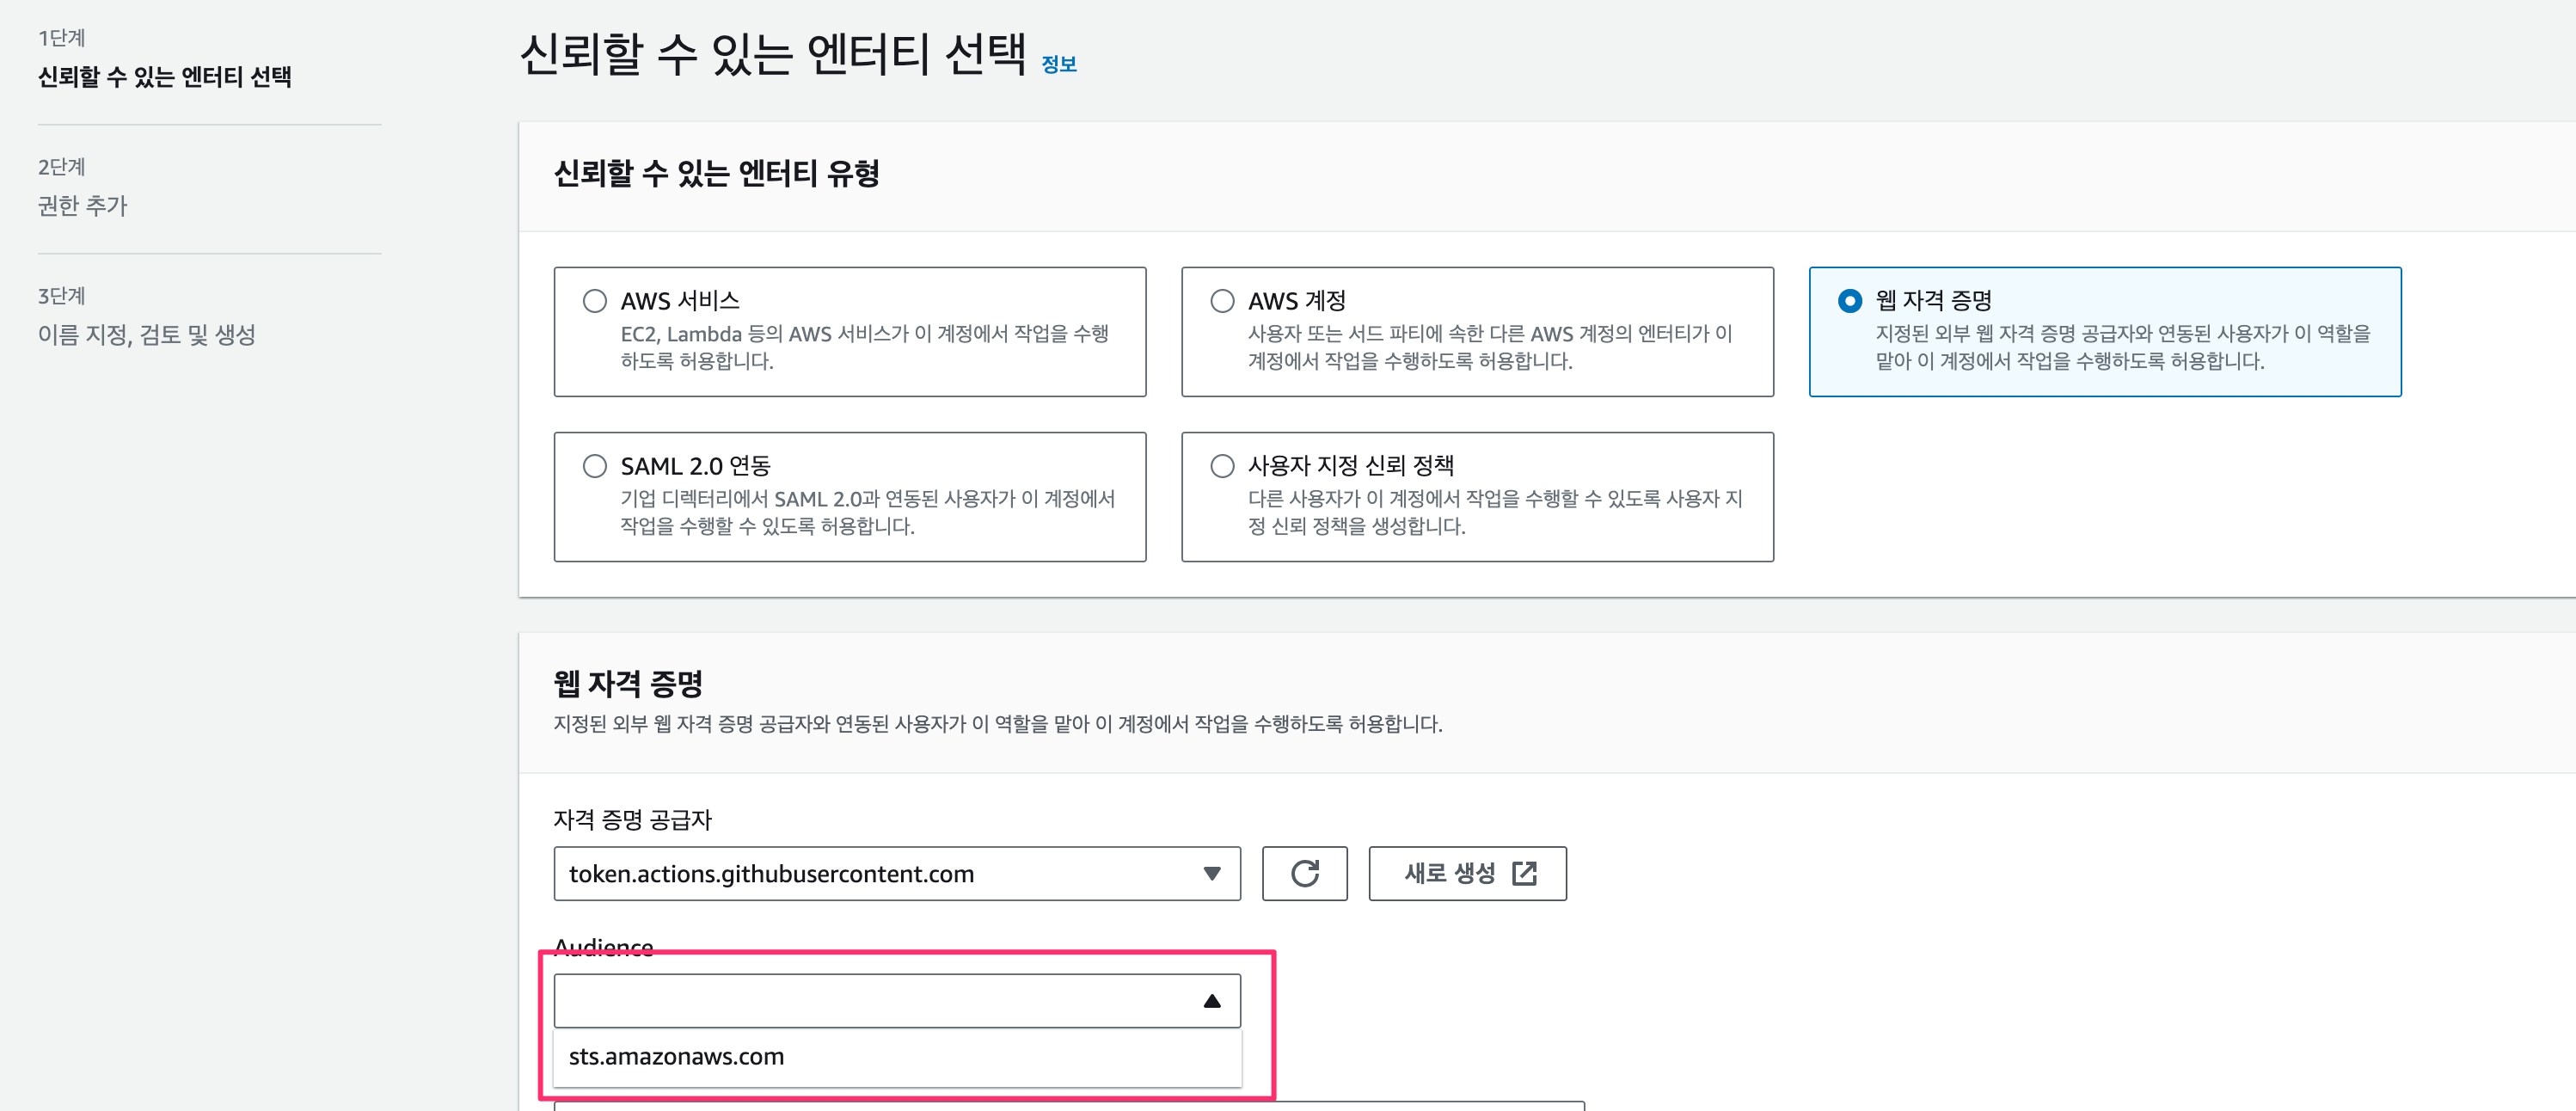 1단계
신뢰할 수 있는 엔터티 선택
2단계
권한 추가
3단계
이름 지정, 검토 및 생성
신뢰할 수 있는 엔터티 선택 정보
신뢰할 수 있는 엔터티 유형
AWS 서비스
EC2, Lambda 등의 AWS 서비스가 이 계정에서 작업을 수행
하도록 허용합니다.
AWS 계정
사용자 또는 서드 파티에 속한 다른 AWS 계정의 엔터티가 이
계정에서 작업을 수행하도록 허용합니다.
웹 자격 증명
지정된 외부 웹 자격 증명 공급자와 연동된 사용자가 이 역할을
맡아 이 계정에서 작업을 수행하도록 허용합니다.
SAML 2.0 연동
기업 디렉터리에서 SAML 2.0과 연동된 사용자가 이 계정에서
작업을 수행할 수 있도록 허용합니다.
사용자 지정 신뢰 정책
다른 사용자가 이 계정에서 작업을 수행할 수 있도록 사용자 지
정 신뢰 정책을 생성합니다.
웹 자격 증명
지정된 외부 웹 자격 증명 공급자와 연동된 사용자가 이 역할을 맡아 이 계정에서 작업을 수행하도록 허용합니다.
자격 증명 공급자
token.actions.githubusercontent.com
새로 생성
Audience
sts.amazonaws.com